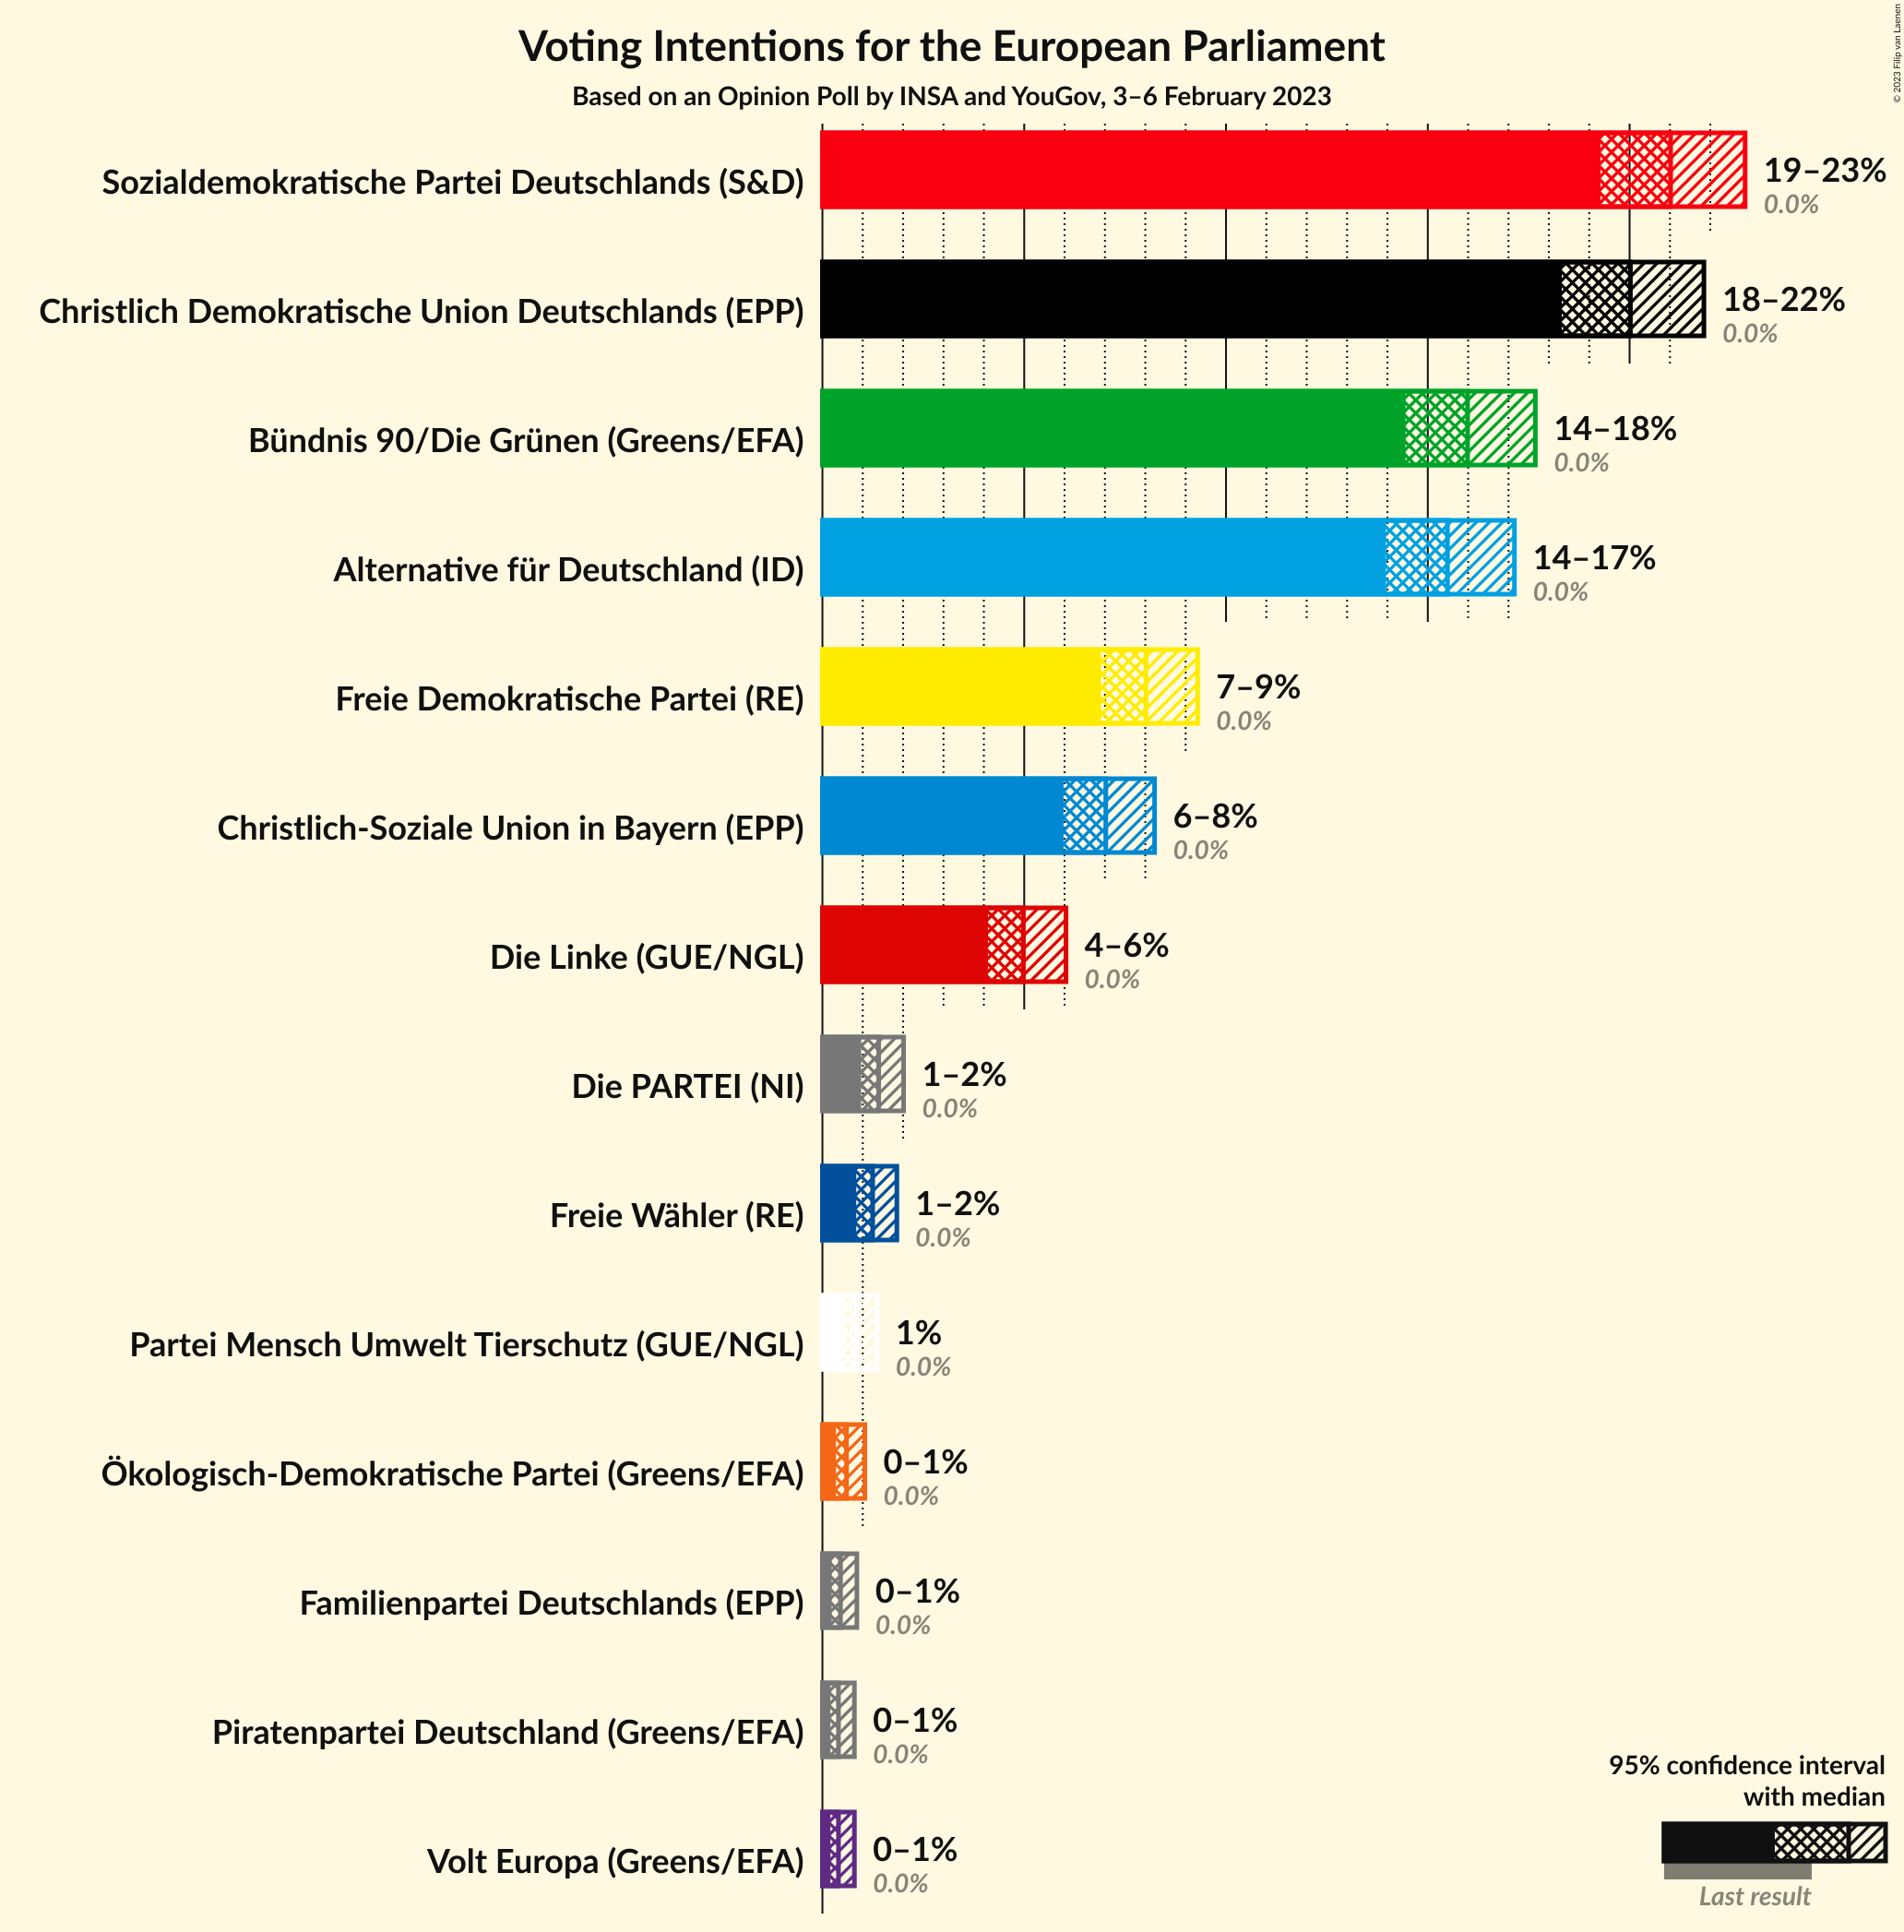 Voting Intentions for the European Parliament
Based on an Opinion Poll by INSA and YouGov, 3–6 February 2023
© 2023 Filip van Laenen
Sozialdemokratische Partei Deutschlands (S&D)
19–23%
0.0%
Christlich Demokratische Union Deutschlands (EPP)
18–22%
0.0%
Bündnis 90/Die Grünen (Greens/EFA)
14–18%
0.0%
Alternative für Deutschland (ID)
14–17%
0.0%
Freie Demokratische Partei (RE)
7–9%
0.0%
Christlich-Soziale Union in Bayern (EPP)
6–8%
0.0%
Die Linke (GUE/NGL)
4–6%
0.0%
Die PARTEI (NI)
1–2%
0.0%
Freie Wähler (RE)
1–2%
0.0%
Partei Mensch Umwelt Tierschutz (GUE/NGL)
1%
0.0%
Ökologisch-Demokratische Partei (Greens/EFA)
0–1%
0.0%
Familienpartei Deutschlands (EPP)
0–1%
0.0%
Piratenpartei Deutschland (Greens/EFA)
0–1%
0.0%
Volt Europa (Greens/EFA)
0–1%
0.0%
95% confidence interval
with median
Last result